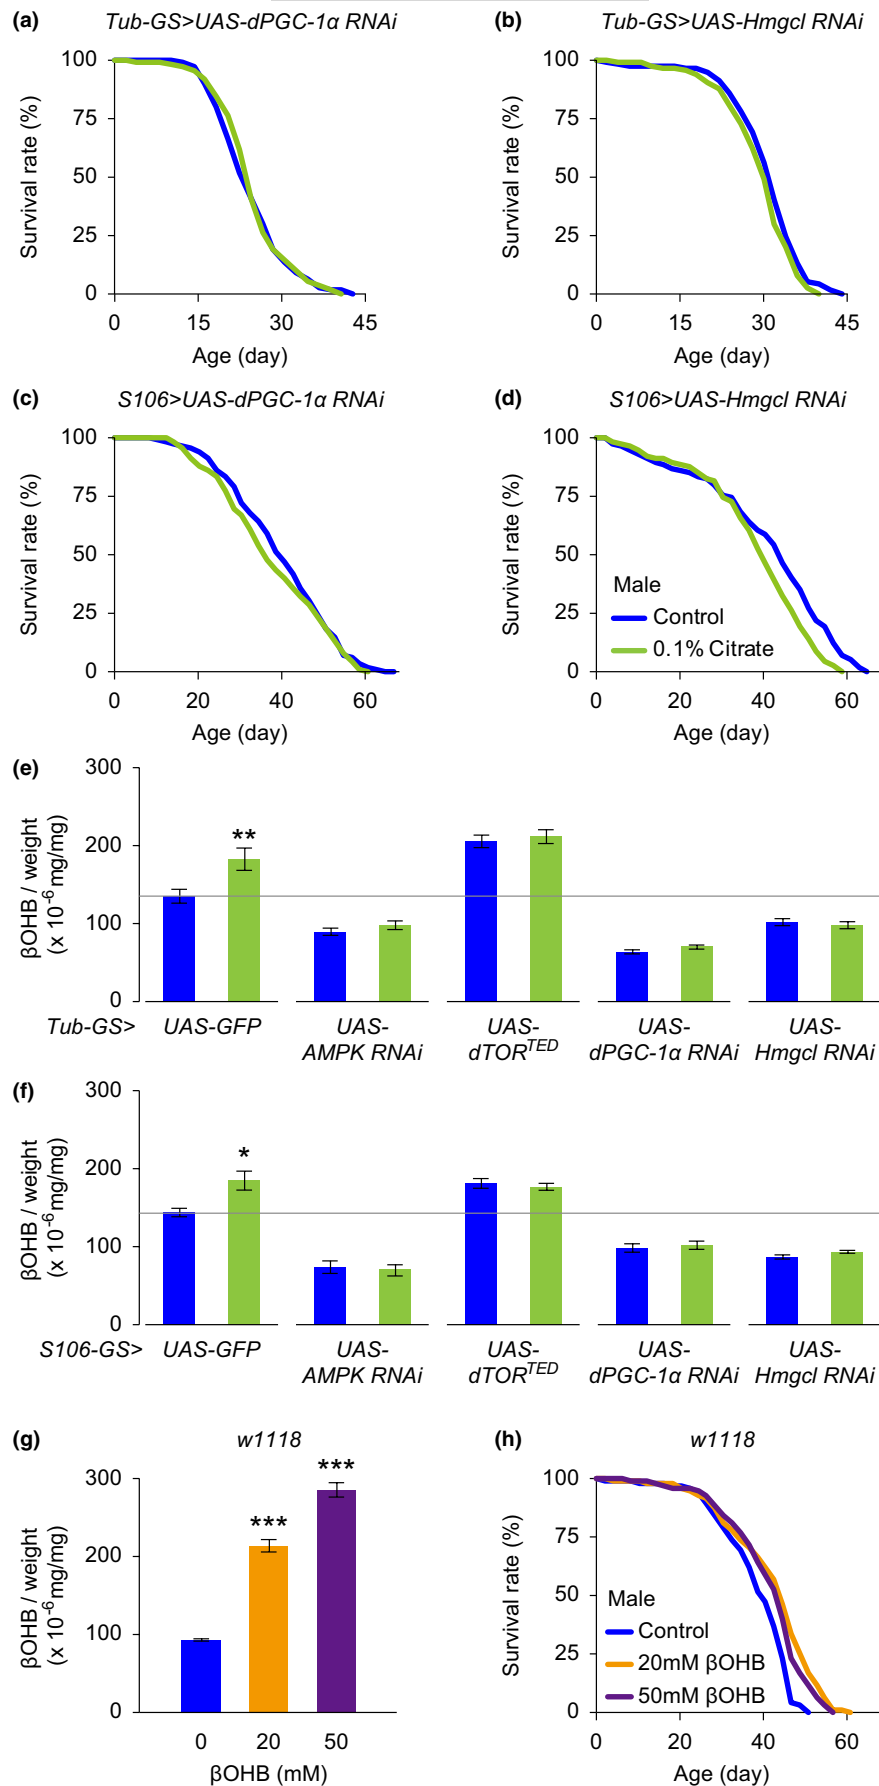 (a) Tub-GS>UAS-dPGC-1α RNAi
Survival rate (%)
100
75
50
25
0
0 15 30 45
Age (day)
(b) Tub-GS>UAS-Hmgcl RNAi
Survival rate (%)
100
75
50
25
0
0 15 30 45
Age (day)
(c) S106>UAS-dPGC-1α RNAi
Survival rate (%)
100
75
50
25
0
0 20 40 60
Age (day)
(d) S106>UAS-Hmgcl RNAi
Survival rate (%)
100
75
50
25
0
Male
Control
0.1% Citrate
0 20 40 60
Age (day)
(e)
βOHB / weight
(x 10-6 mg/mg)
300
200
100
0
**
Tub-GS>
UAS-GFP
UAS-
AMPK RNAi
UAS-
dTORTED
UAS-
dPGC-1α RNAi
UAS-
Hmgcl RNAi
(f)
βOHB / weight
(x 10-6 mg/mg)
300
200
100
0
*
S106-GS>
UAS-GFP
UAS-
AMPK RNAi
UAS-
dTORTED
UAS-
dPGC-1α RNAi
UAS-
Hmgcl RNAi
(g) w1118
βOHB / weight
(x 10-6 mg/mg)
300
200
100
0
***
***
0 20 50
βOHB (mM)
(h) w1118
Survival rate (%)
100
75
50
25
0
Male
Control
20mM βOHB
50mM βOHB
0 20 40 60
Age (day)